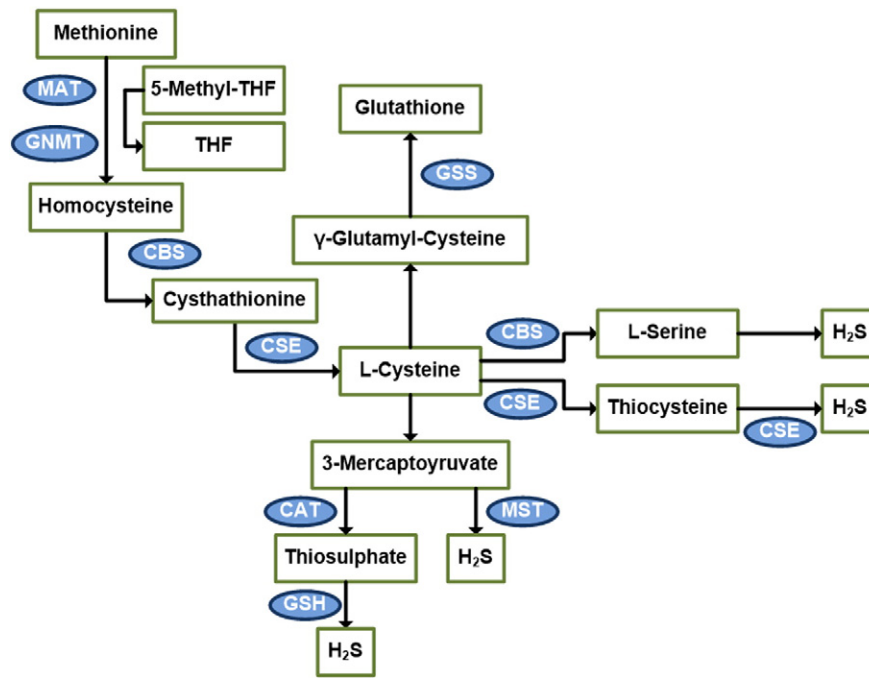 Methionine
MAT
5-Methyl-THF
GNMT
THF
Glutathione
GSS
Homocysteine
CBS
γ-Glutamyl-Cysteine
Cysthathionine
CSE
L-Cysteine
CBS
L-Serine
H₂S
CSE
Thiocysteine
CSE
H₂S
3-Mercaptoyruvate
CAT
MST
Thiosulphate
H₂S
GSH
H₂S